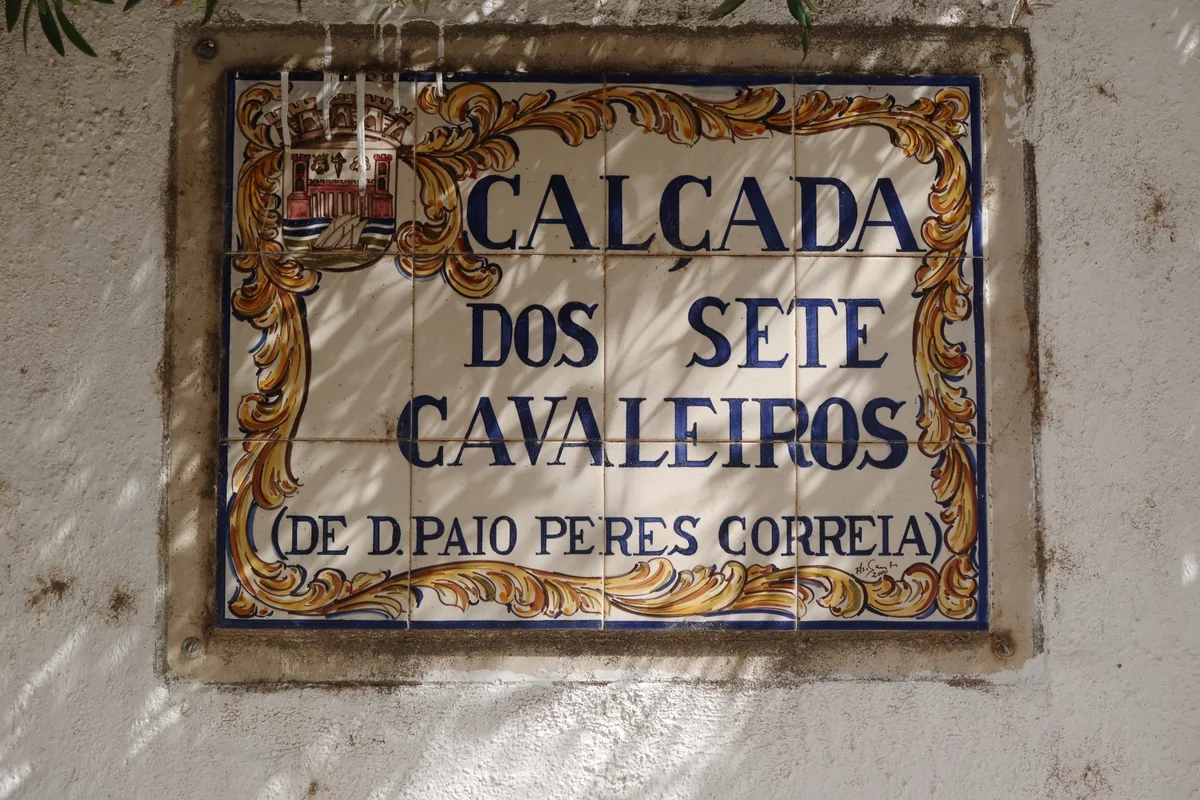 CALÇADA
DOS SETE
CAVALEIROS
(DE D. PAIO PERES CORREIA)